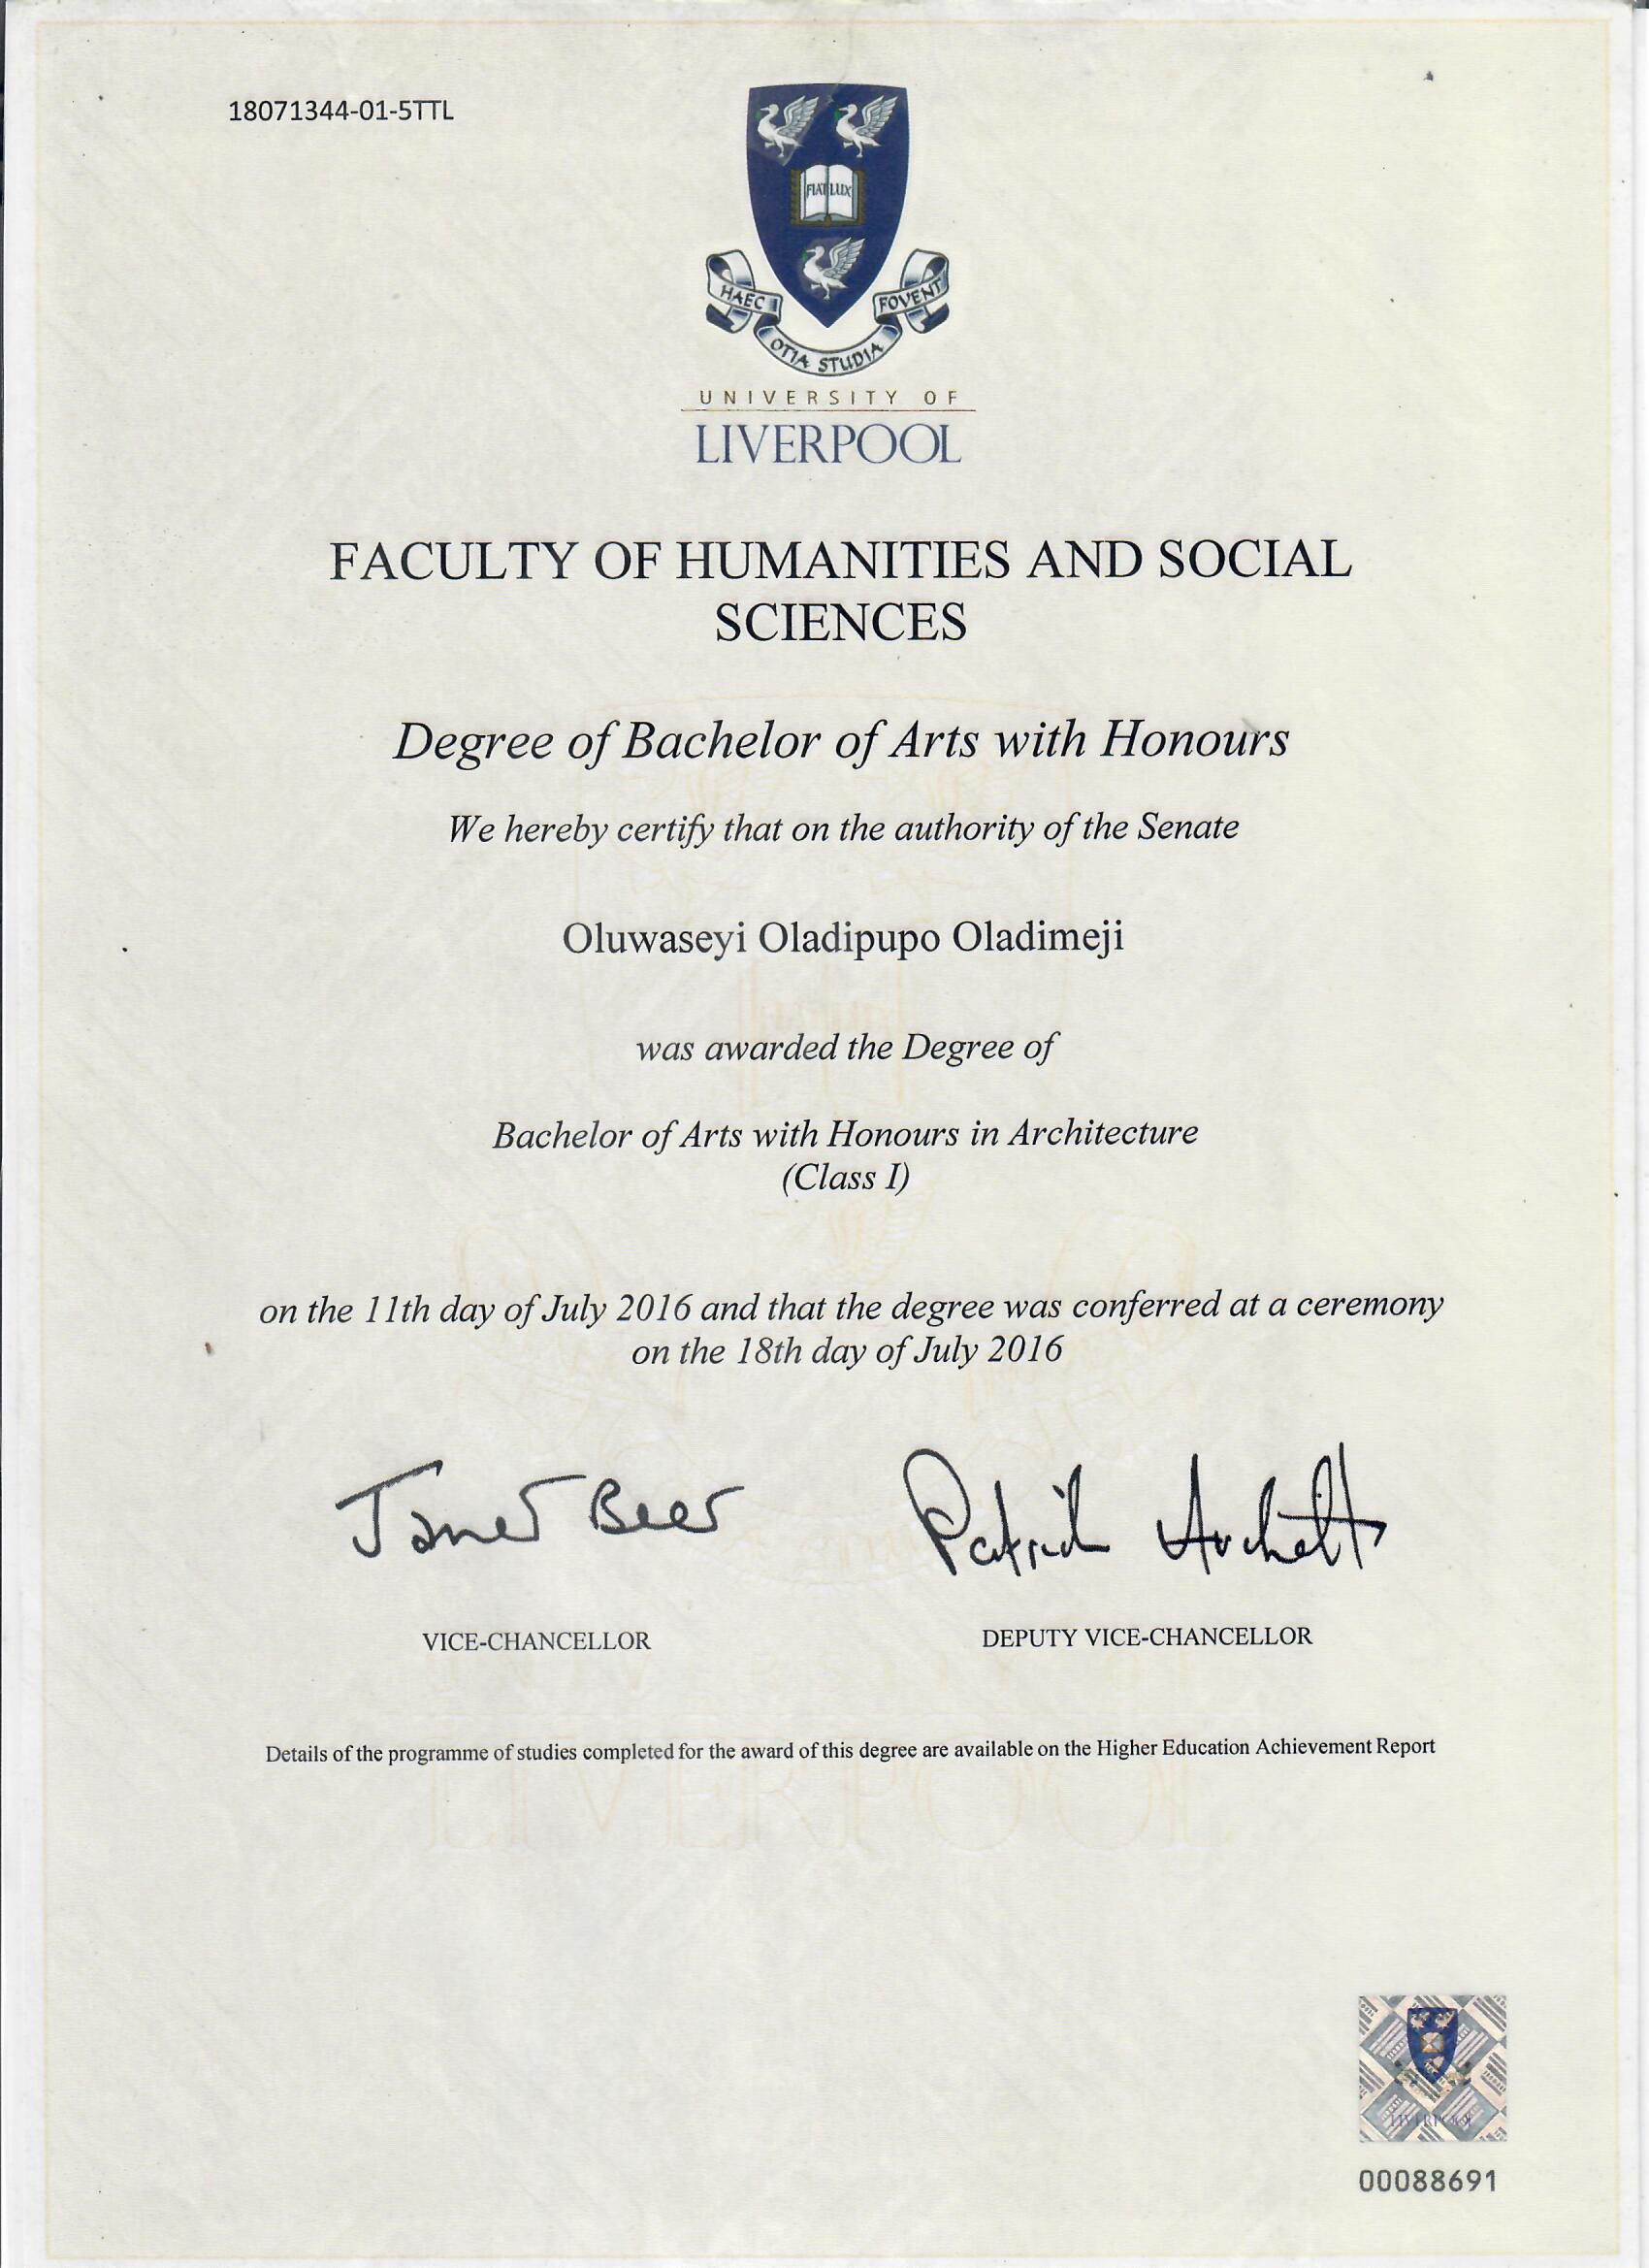 18071344-01-5TTL
FIAT LUX
HAEC OTIA STUDIA FOVENT
UNIVERSITY OF
LIVERPOOL
FACULTY OF HUMANITIES AND SOCIAL
SCIENCES
Degree of Bachelor of Arts with Honours
We hereby certify that on the authority of the Senate
Oluwaseyi Oladipupo Oladimeji
was awarded the Degree of
Bachelor of Arts with Honours in Architecture
(Class I)
on the 11th day of July 2016 and that the degree was conferred at a ceremony
on the 18th day of July 2016
Janet Beer
VICE-CHANCELLOR
Patrick
DEPUTY VICE-CHANCELLOR
Details of the programme of studies completed for the award of this degree are available on the Higher Education Achievement Report
LIVERPOOL
LIVERPOOL
00088691